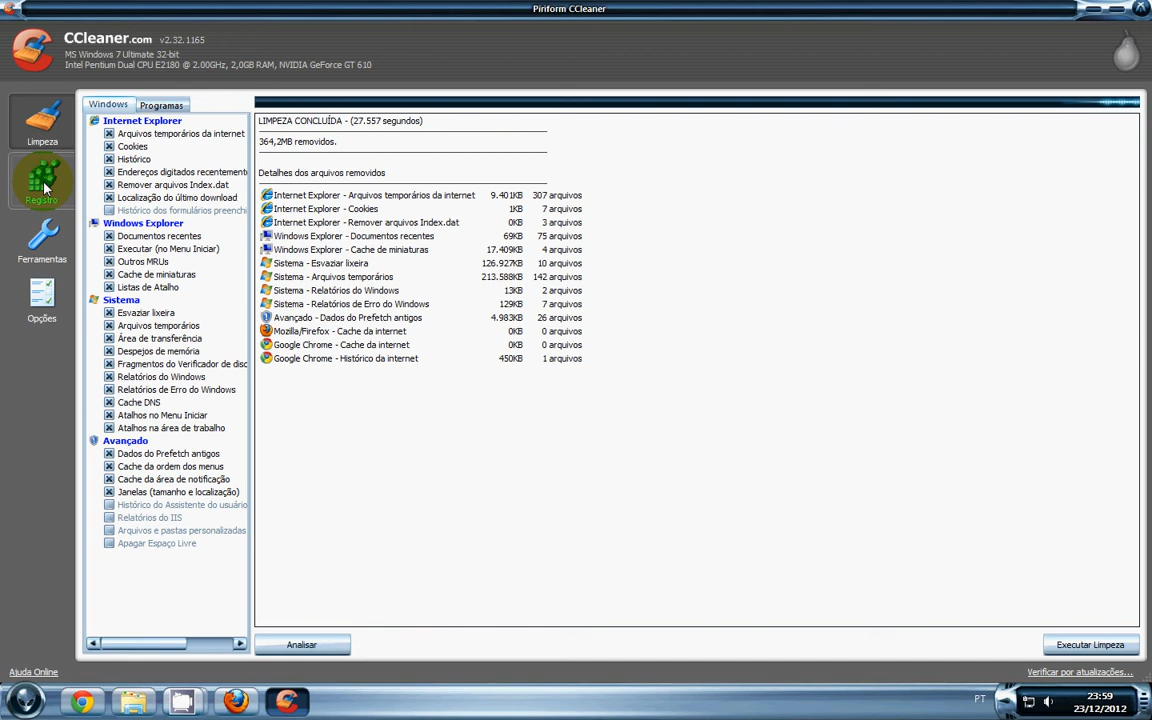 Piriform CCleaner
CCleaner.com v2.32.1165
MS Windows 7 Ultimate 32-bit
Intel Pentium Dual CPU E2180 @ 2.00GHz, 2,0GB RAM, NVIDIA GeForce GT 610
Limpeza
Registro
Ferramentas
Opções
Windows
Programas
Internet Explorer
Arquivos temporários da internet
Cookies
Histórico
Endereços digitados recentement
Remover arquivos Index.dat
Localização do último download
Histórico dos formulários preenchi
Windows Explorer
Documentos recentes
Executar (no Menu Iniciar)
Outros MRUs
Cache de miniaturas
Listas de Atalho
Sistema
Esvaziar lixeira
Arquivos temporários
Área de transferência
Despejos de memória
Fragmentos do Verificador de disc
Relatórios do Windows
Relatórios de Erro do Windows
Cache DNS
Atalhos no Menu Iniciar
Atalhos na área de trabalho
Avançado
Dados do Prefetch antigos
Cache da ordem dos menus
Cache da área de notificação
Janelas (tamanho e localização)
Histórico do Assistente do usuário
Relatórios do IIS
Arquivos e pastas personalizadas
Apagar Espaço Livre
LIMPEZA CONCLUÍDA - (27.557 segundos)
364,2MB removidos.
Detalhes dos arquivos removidos
Internet Explorer - Arquivos temporários da internet 9.401KB 307 arquivos
Internet Explorer - Cookies 1KB 7 arquivos
Internet Explorer - Remover arquivos Index.dat 0KB 3 arquivos
Windows Explorer - Documentos recentes 69KB 75 arquivos
Windows Explorer - Cache de miniaturas 17.409KB 4 arquivos
Sistema - Esvaziar lixeira 126.927KB 10 arquivos
Sistema - Arquivos temporários 213.588KB 142 arquivos
Sistema - Relatórios do Windows 13KB 2 arquivos
Sistema - Relatórios de Erro do Windows 129KB 7 arquivos
Avançado - Dados do Prefetch antigos 4.983KB 26 arquivos
Mozilla/Firefox - Cache da internet 0KB 0 arquivos
Google Chrome - Cache da internet 0KB 0 arquivos
Google Chrome - Histórico da internet 450KB 1 arquivos
Analisar
Executar Limpeza
Ajuda Online
Verificar por atualizações...
PT
23:59
23/12/2012